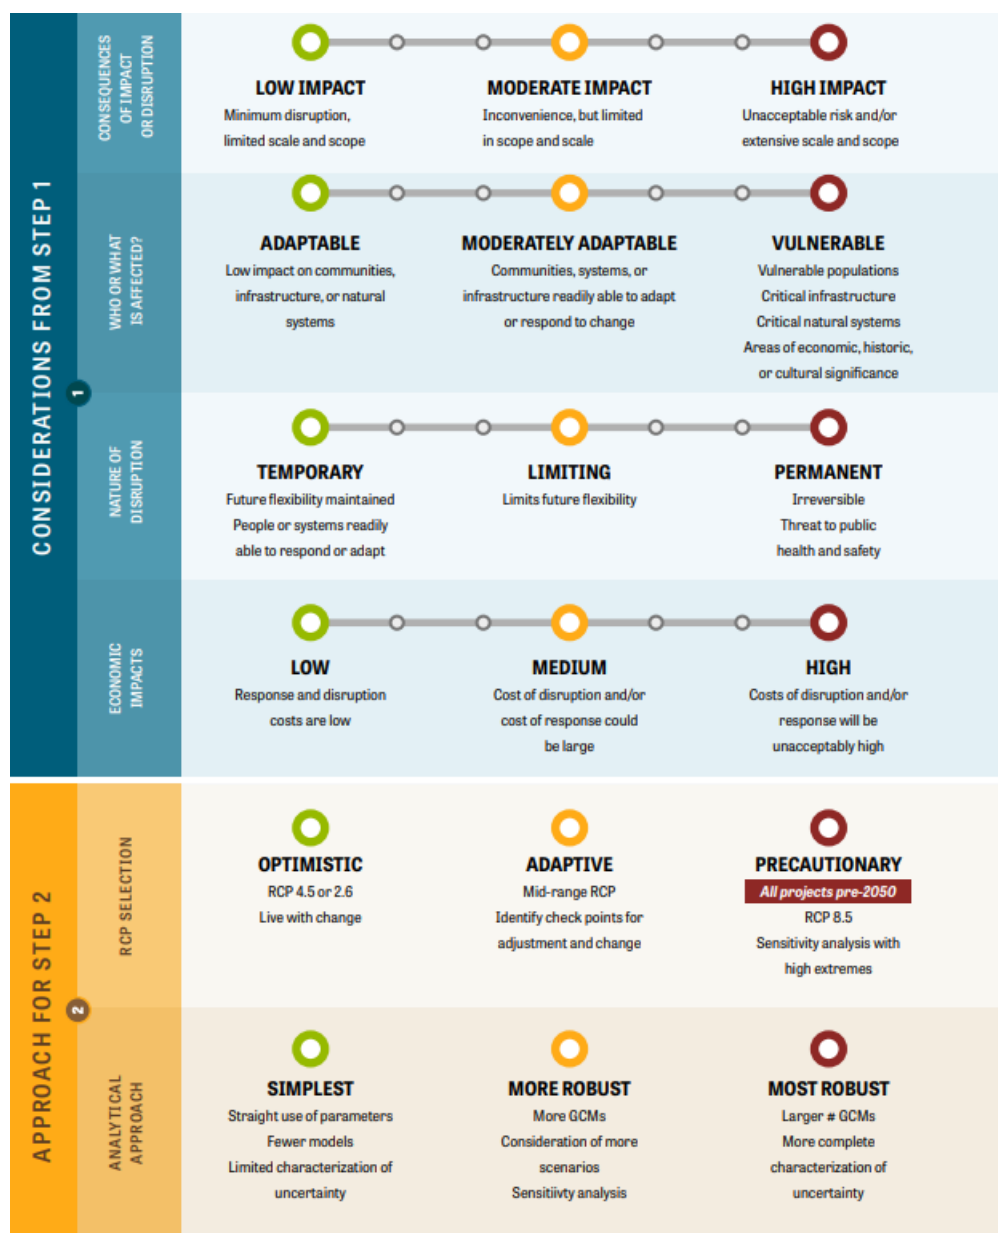 CONSIDERATIONS FROM STEP 1
1
CONSEQUENCES
OF IMPACT
OR DISRUPTION
LOW IMPACT
Minimum disruption,
limited scale and scope
MODERATE IMPACT
Inconvenience, but limited
in scope and scale
HIGH IMPACT
Unacceptable risk and/or
extensive scale and scope
WHO OR WHAT
IS AFFECTED?
ADAPTABLE
Low impact on communities,
infrastructure, or natural
systems
MODERATELY ADAPTABLE
Communities, systems, or
infrastructure readily able to adapt
or respond to change
VULNERABLE
Vulnerable populations
Critical infrastructure
Critical natural systems
Areas of economic, historic,
or cultural significance
NATURE OF
DISRUPTION
TEMPORARY
Future flexibility maintained
People or systems readily
able to respond or adapt
LIMITING
Limits future flexibility
PERMANENT
Irreversible
Threat to public
health and safety
ECONOMIC
IMPACTS
LOW
Response and disruption
costs are low
MEDIUM
Cost of disruption and/or
cost of response could
be large
HIGH
Costs of disruption and/or
response will be
unacceptably high
APPROACH FOR STEP 2
2
RCP SELECTION
OPTIMISTIC
RCP 4.5 or 2.6
Live with change
ADAPTIVE
Mid-range RCP
Identify check points for
adjustment and change
PRECAUTIONARY
All projects pre-2050
RCP 8.5
Sensitivity analysis with
high extremes
ANALYTICAL
APPROACH
SIMPLEST
Straight use of parameters
Fewer models
Limited characterization of
uncertainty
MORE ROBUST
More GCMs
Consideration of more
scenarios
Sensitiivty analysis
MOST ROBUST
Larger # GCMs
More complete
characterization of
uncertainty